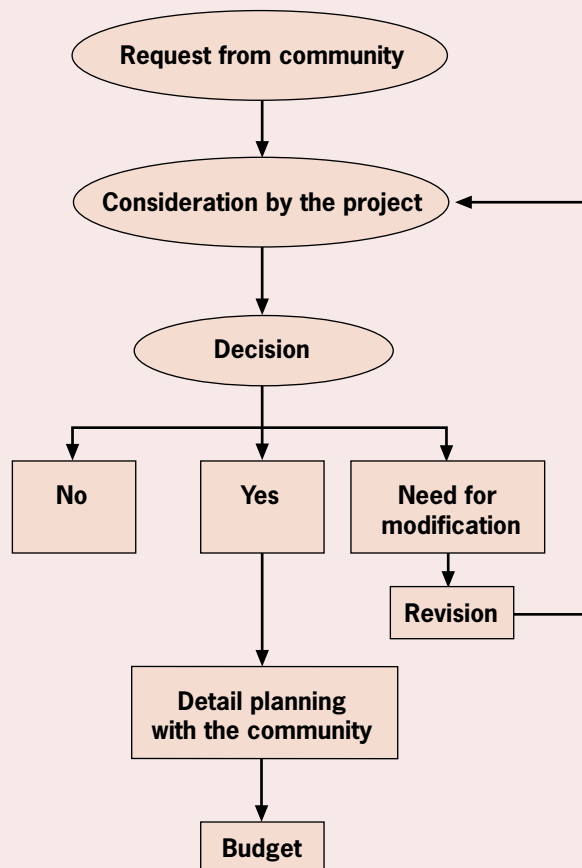 Request from community
Consideration by the project
Decision
No
Yes
Need for
modification
Revision
Detail planning
with the community
Budget